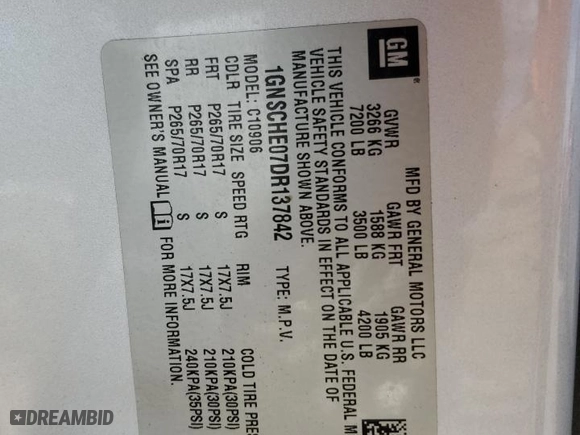 GM
MFD BY GENERAL MOTORS LLC
GVWR GAWR FRT GAWR RR
3266 KG 1588 KG 1905 KG
7200 LB 3500 LB 4200 LB
THIS VEHICLE CONFORMS TO ALL APPLICABLE U.S. FEDERAL M
VEHICLE SAFETY STANDARDS IN EFFECT ON THE DATE OF
MANUFACTURE SHOWN ABOVE.
1GNSCHE07DR137842 TYPE: M.P.V.
MODEL: C10906
CDLR TIRE SIZE SPEED RTG RIM COLD TIRE PRE
FRT P265/70R17 S 17X7.5J 210KPA(30PSI)
RR P265/70R17 S 17X7.5J 210KPA(30PSI)
SPA P265/70R17 S 17X7.5J 240KPA(35PSI)
SEE OWNER'S MANUAL FOR MORE INFORMATION.
DREAMBID